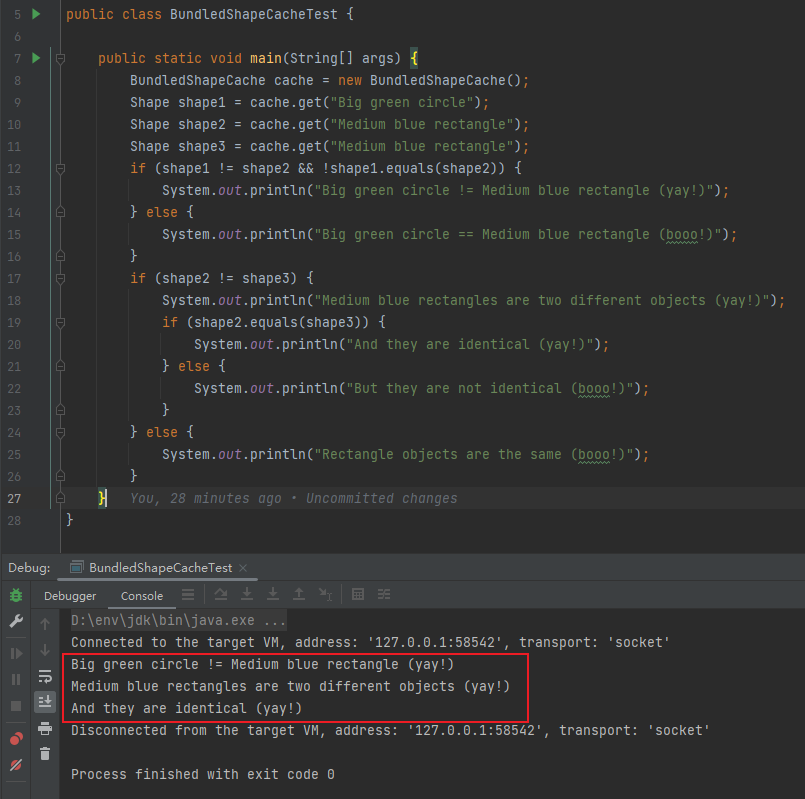 5 public class BundledShapeCacheTest {
6
7     public static void main(String[] args) {
8         BundledShapeCache cache = new BundledShapeCache();
9         Shape shape1 = cache.get("Big green circle");
10         Shape shape2 = cache.get("Medium blue rectangle");
11         Shape shape3 = cache.get("Medium blue rectangle");
12         if (shape1 != shape2 && !shape1.equals(shape2)) {
13             System.out.println("Big green circle != Medium blue rectangle (yay!)");
14         } else {
15             System.out.println("Big green circle == Medium blue rectangle (booo!)");
16         }
17         if (shape2 != shape3) {
18             System.out.println("Medium blue rectangles are two different objects (yay!)");
19             if (shape2.equals(shape3)) {
20                 System.out.println("And they are identical (yay!)");
21             } else {
22                 System.out.println("But they are not identical (booo!)");
23             }
24         } else {
25             System.out.println("Rectangle objects are the same (booo!)");
26         }
27     }   You, 28 minutes ago • Uncommitted changes
28 }
Debug: BundledShapeCacheTest ×
Debugger Console
D:\env\jdk\bin\java.exe ...
Connected to the target VM, address: '127.0.0.1:58542', transport: 'socket'
Big green circle != Medium blue rectangle (yay!)
Medium blue rectangles are two different objects (yay!)
And they are identical (yay!)
Disconnected from the target VM, address: '127.0.0.1:58542', transport: 'socket'
Process finished with exit code 0